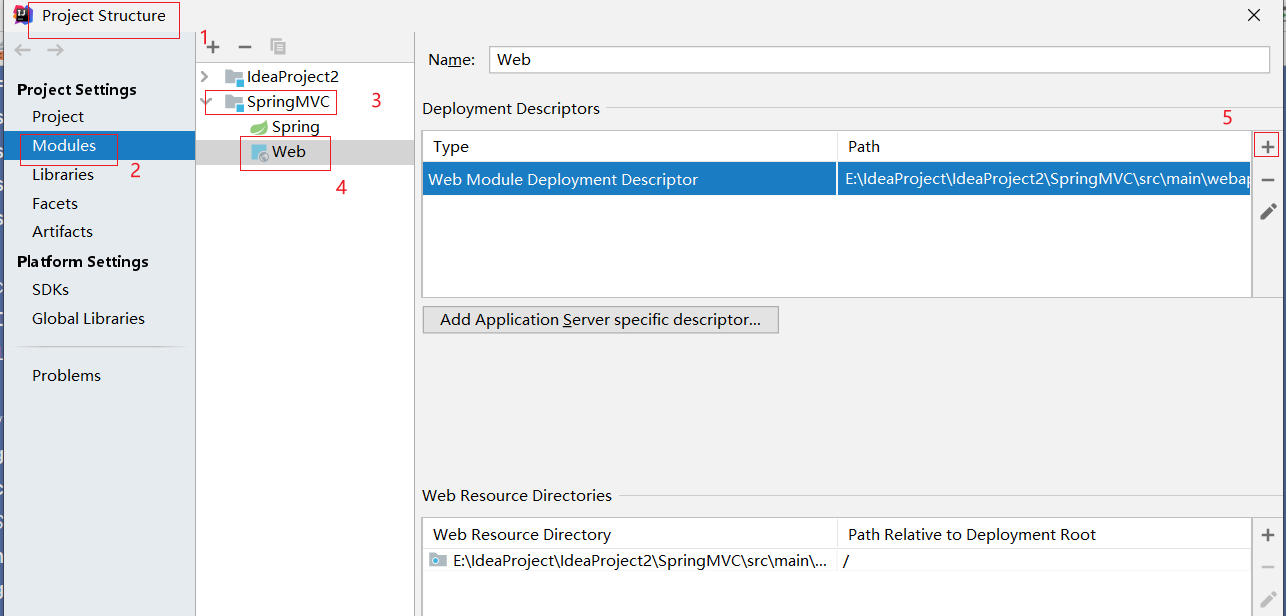 Project Structure
1
Project Settings
Project
Modules
2
Libraries
Facets
Artifacts
Platform Settings
SDKs
Global Libraries
Problems
IdeaProject2
SpringMVC
3
Spring
Web
4
Name: Web
Deployment Descriptors
5
Type Path
Web Module Deployment Descriptor E:\IdeaProject\IdeaProject2\SpringMVC\src\main\webap
Add Application Server specific descriptor...
Web Resource Directories
Web Resource Directory Path Relative to Deployment Root
E:\IdeaProject\IdeaProject2\SpringMVC\src\main\... /